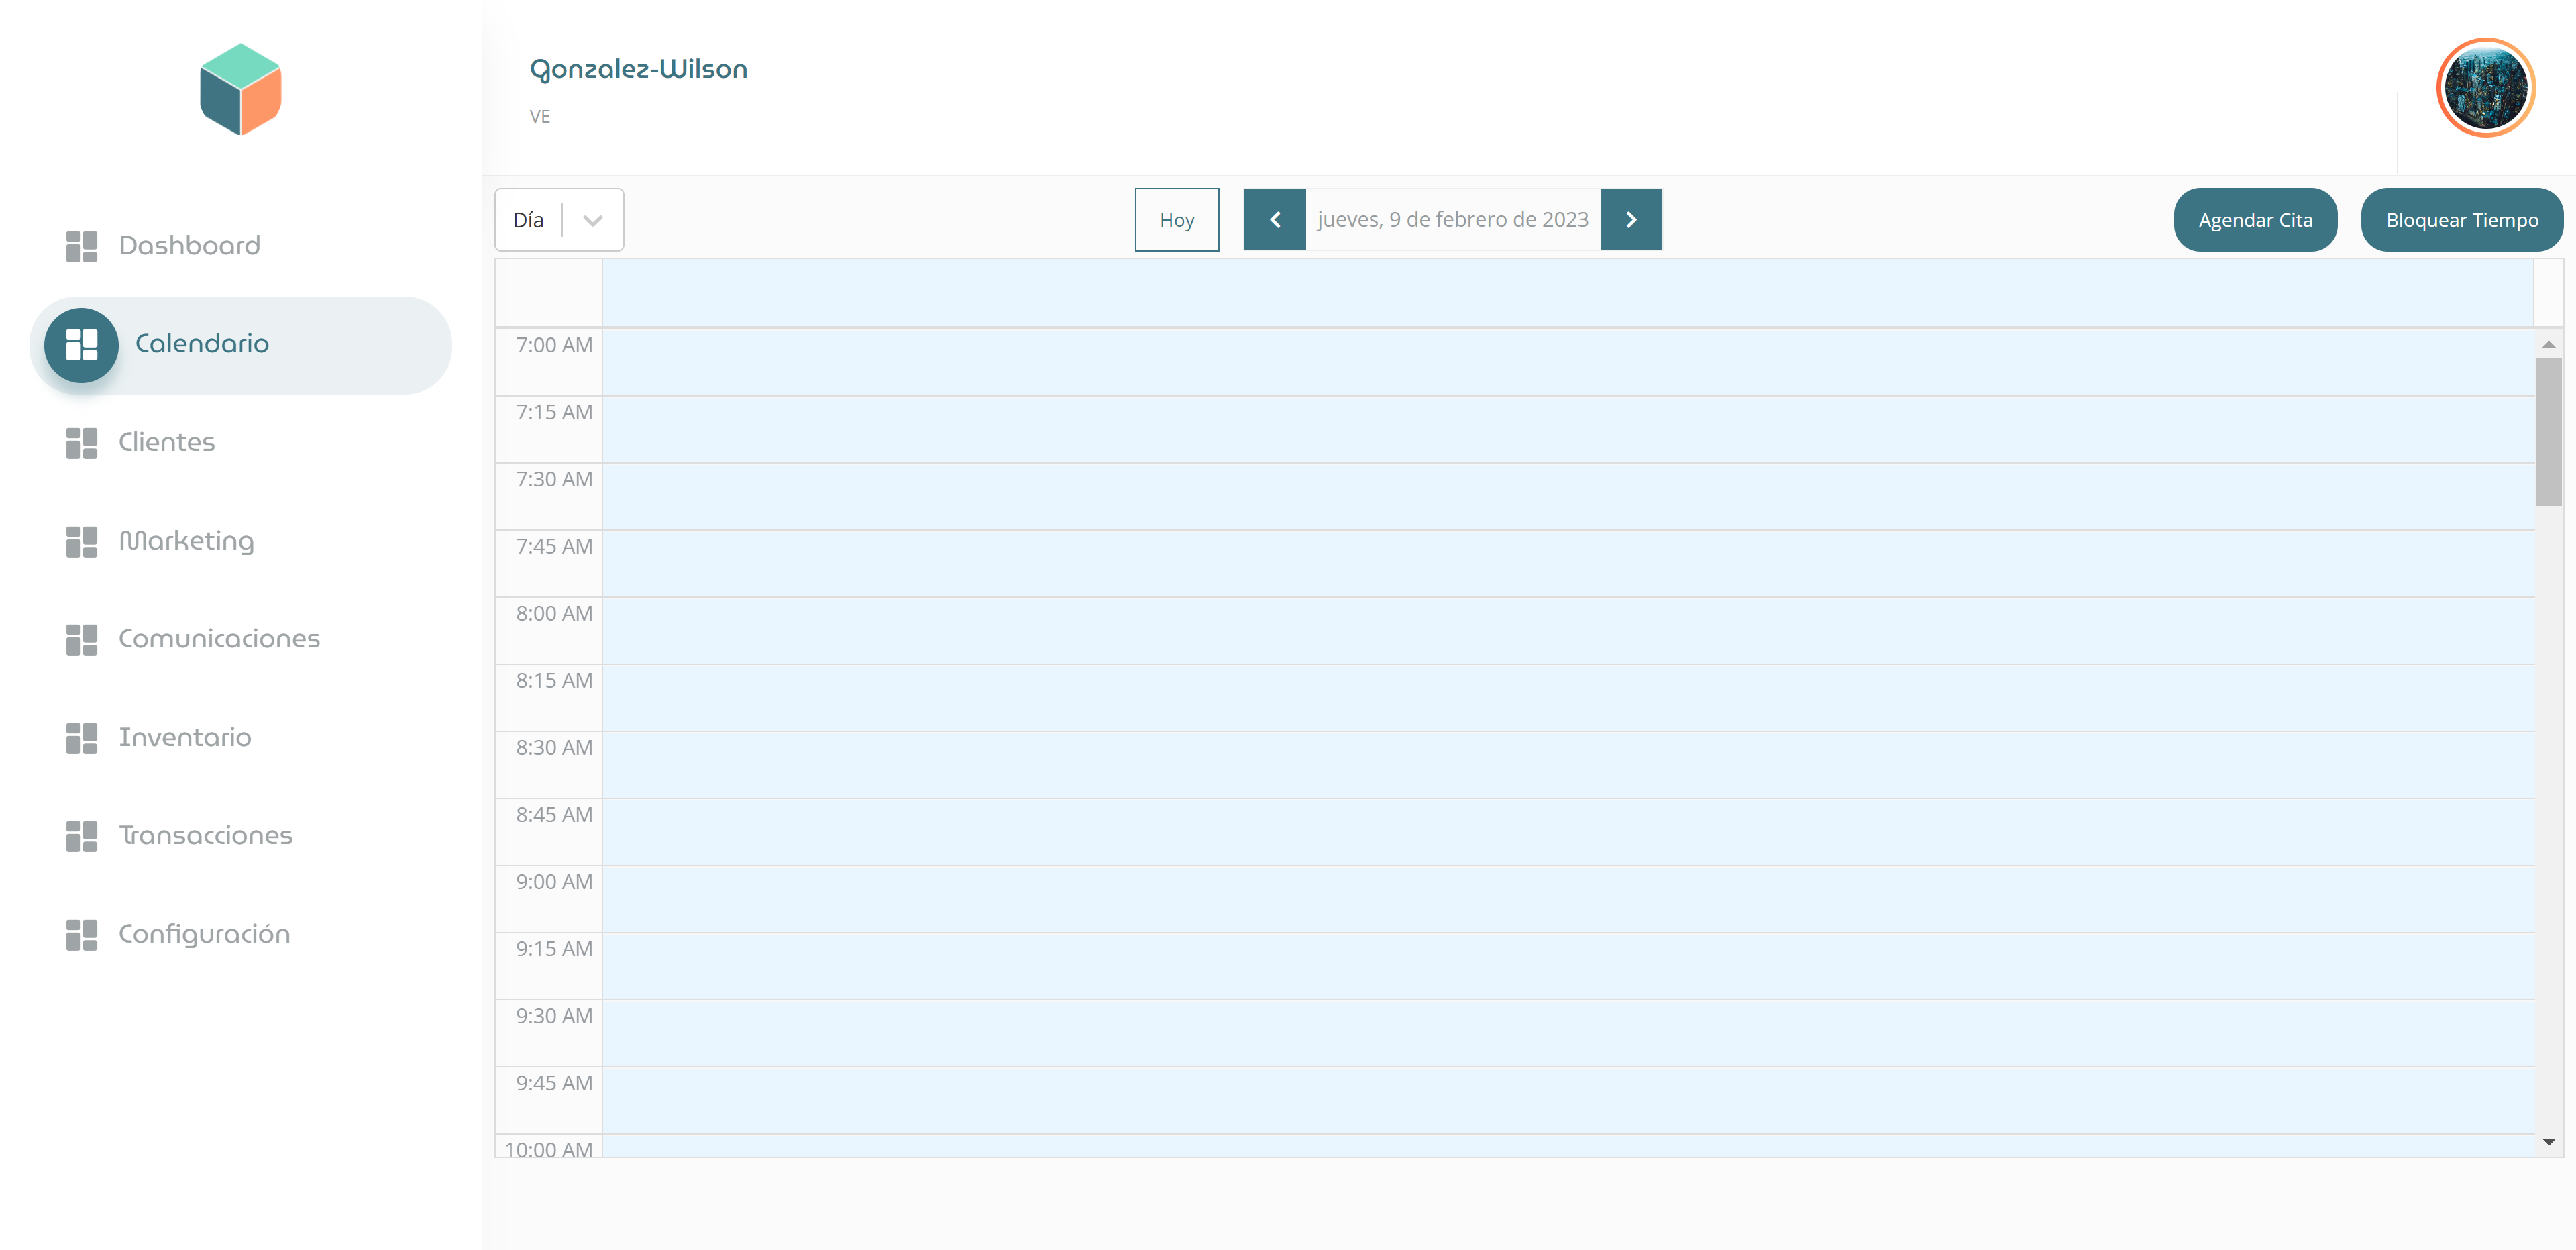 Gonzalez-Wilson
VE
Dashboard
Calendario
Clientes
Marketing
Comunicaciones
Inventario
Transacciones
Configuración
Día
Hoy
jueves, 9 de febrero de 2023
Agendar Cita
Bloquear Tiempo
7:00 AM
7:15 AM
7:30 AM
7:45 AM
8:00 AM
8:15 AM
8:30 AM
8:45 AM
9:00 AM
9:15 AM
9:30 AM
9:45 AM
10:00 AM